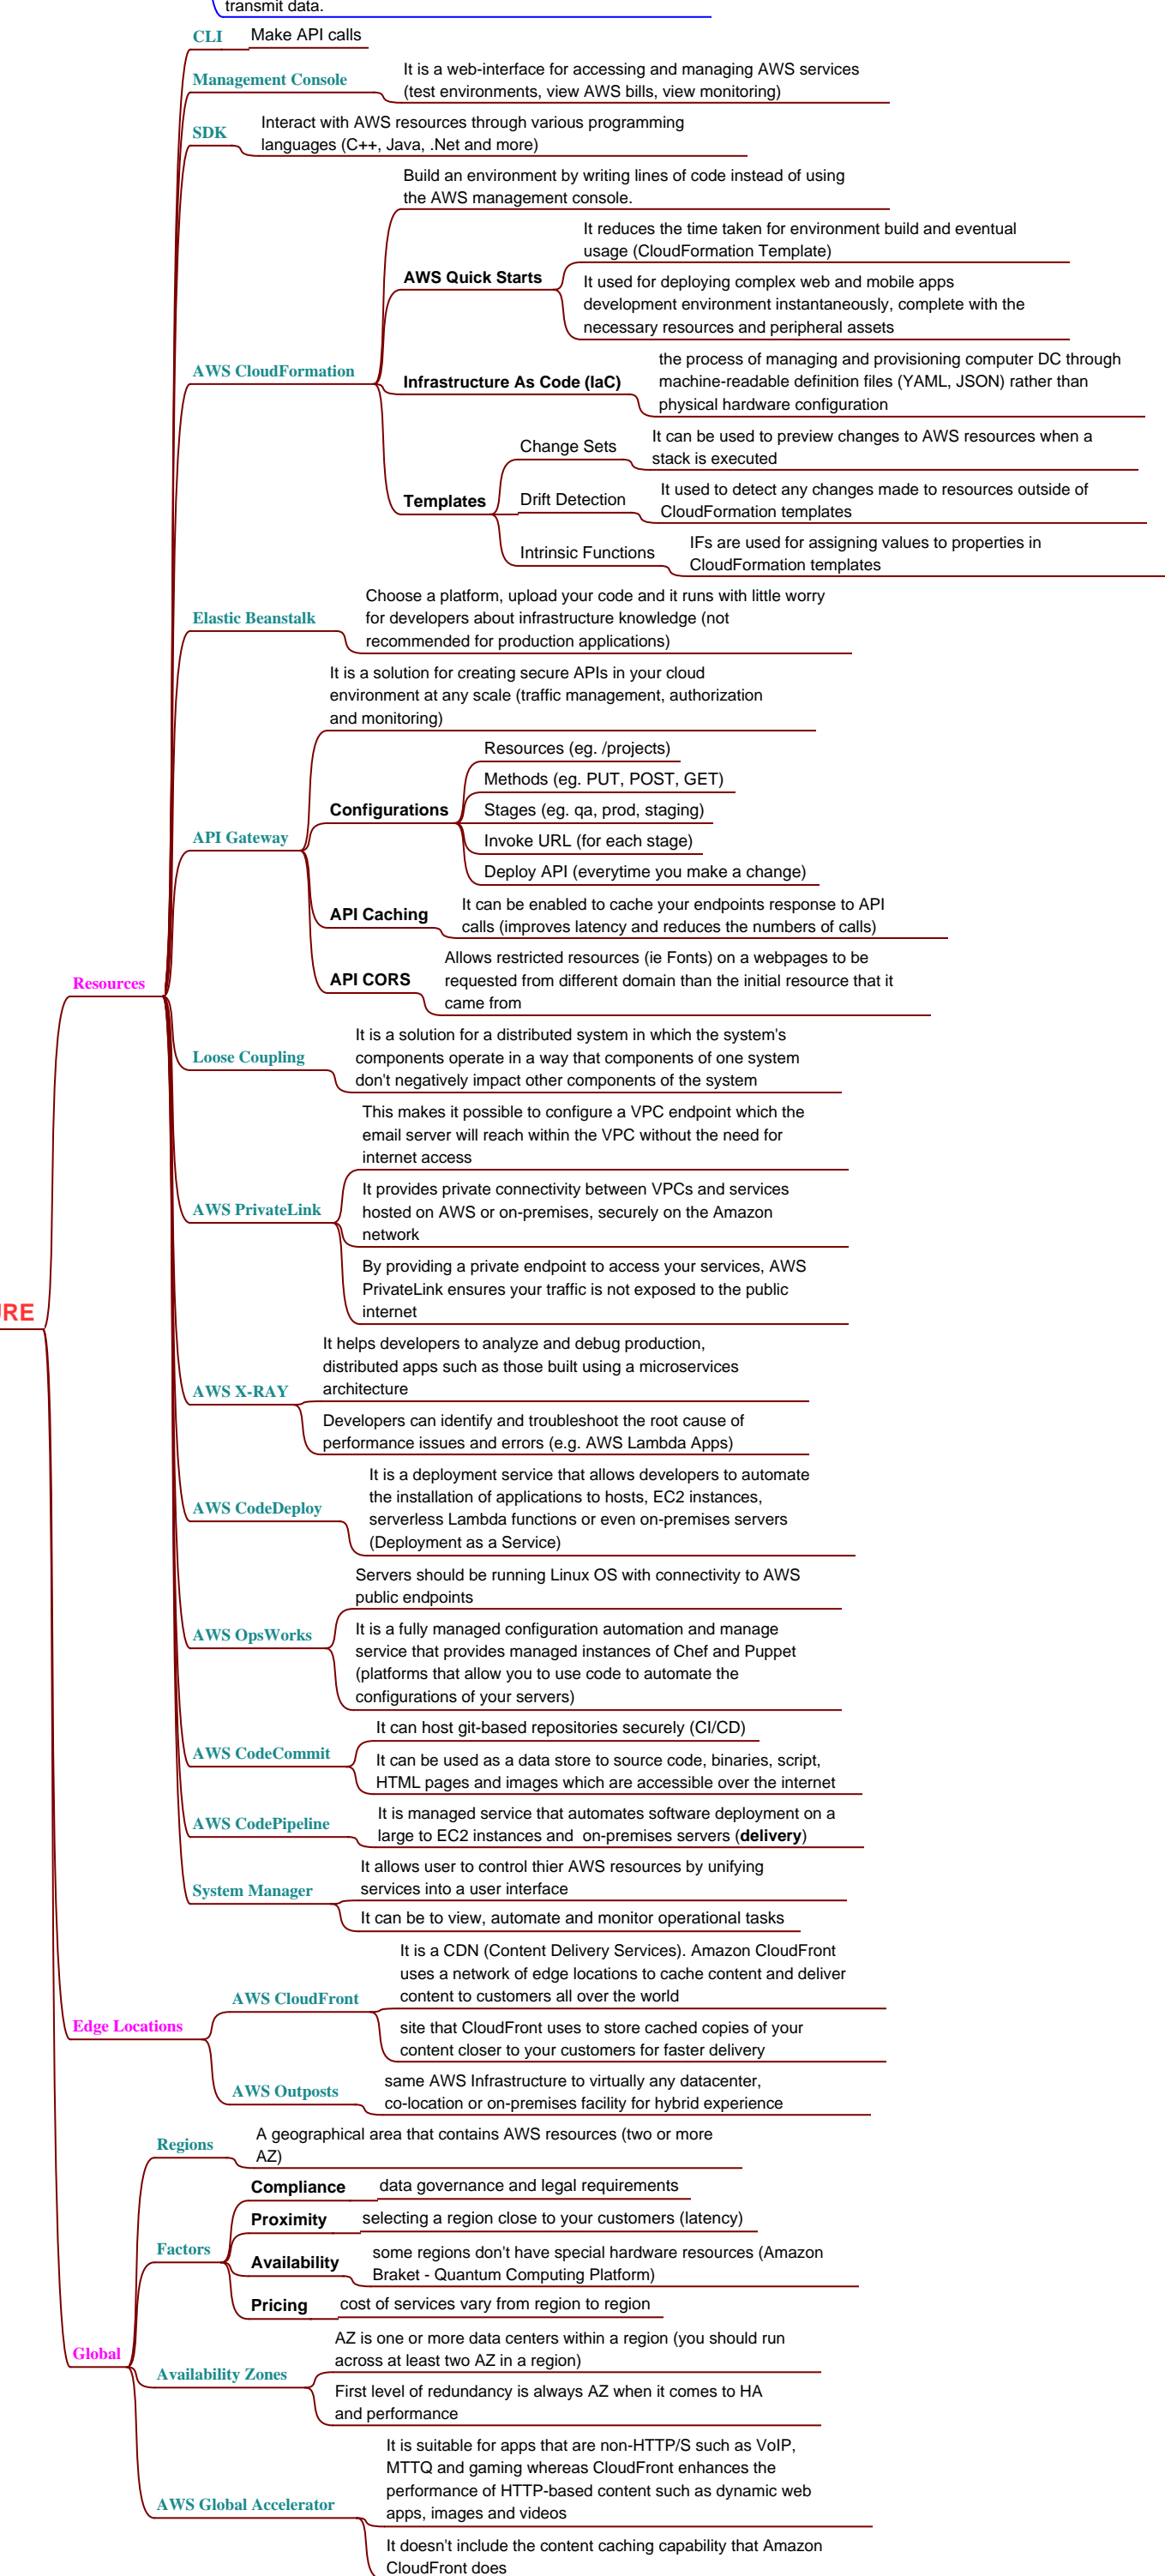 transmit data.
CLI
Make API calls
Management Console
It is a web-interface for accessing and managing AWS services
(test environments, view AWS bills, view monitoring)
SDK
Interact with AWS resources through various programming
languages (C++, Java, .Net and more)
AWS CloudFormation
Build an environment by writing lines of code instead of using
the AWS management console.
AWS Quick Starts
It reduces the time taken for environment build and eventual
usage (CloudFormation Template)
It used for deploying complex web and mobile apps
development environment instantaneously, complete with the
necessary resources and peripheral assets
Infrastructure As Code (IaC)
the process of managing and provisioning computer DC through
machine-readable definition files (YAML, JSON) rather than
physical hardware configuration
Templates
Change Sets
It can be used to preview changes to AWS resources when a
stack is executed
Drift Detection
It used to detect any changes made to resources outside of
CloudFormation templates
Intrinsic Functions
IFs are used for assigning values to properties in
CloudFormation templates
Elastic Beanstalk
Choose a platform, upload your code and it runs with little worry
for developers about infrastructure knowledge (not
recommended for production applications)
API Gateway
It is a solution for creating secure APIs in your cloud
environment at any scale (traffic management, authorization
and monitoring)
Configurations
Resources (eg. /projects)
Methods (eg. PUT, POST, GET)
Stages (eg. qa, prod, staging)
Invoke URL (for each stage)
Deploy API (everytime you make a change)
API Caching
It can be enabled to cache your endpoints response to API
calls (improves latency and reduces the numbers of calls)
API CORS
Allows restricted resources (ie Fonts) on a webpages to be
requested from different domain than the initial resource that it
came from
Resources
Loose Coupling
It is a solution for a distributed system in which the system's
components operate in a way that components of one system
don't negatively impact other components of the system
AWS PrivateLink
This makes it possible to configure a VPC endpoint which the
email server will reach within the VPC without the need for
internet access
It provides private connectivity between VPCs and services
hosted on AWS or on-premises, securely on the Amazon
network
By providing a private endpoint to access your services, AWS
PrivateLink ensures your traffic is not exposed to the public
internet
URE
AWS X-RAY
It helps developers to analyze and debug production,
distributed apps such as those built using a microservices
architecture
Developers can identify and troubleshoot the root cause of
performance issues and errors (e.g. AWS Lambda Apps)
AWS CodeDeploy
It is a deployment service that allows developers to automate
the installation of applications to hosts, EC2 instances,
serverless Lambda functions or even on-premises servers
(Deployment as a Service)
AWS OpsWorks
Servers should be running Linux OS with connectivity to AWS
public endpoints
It is a fully managed configuration automation and manage
service that provides managed instances of Chef and Puppet
(platforms that allow you to use code to automate the
configurations of your servers)
AWS CodeCommit
It can host git-based repositories securely (CI/CD)
It can be used as a data store to source code, binaries, script,
HTML pages and images which are accessible over the internet
AWS CodePipeline
It is managed service that automates software deployment on a
large to EC2 instances and  on-premises servers (delivery)
System Manager
It allows user to control thier AWS resources by unifying
services into a user interface
It can be to view, automate and monitor operational tasks
Edge Locations
AWS CloudFront
It is a CDN (Content Delivery Services). Amazon CloudFront
uses a network of edge locations to cache content and deliver
content to customers all over the world
site that CloudFront uses to store cached copies of your
content closer to your customers for faster delivery
AWS Outposts
same AWS Infrastructure to virtually any datacenter,
co-location or on-premises facility for hybrid experience
Global
Regions
A geographical area that contains AWS resources (two or more
AZ)
Factors
Compliance
data governance and legal requirements
Proximity
selecting a region close to your customers (latency)
Availability
some regions don't have special hardware resources (Amazon
Braket - Quantum Computing Platform)
Pricing
cost of services vary from region to region
Availability Zones
AZ is one or more data centers within a region (you should run
across at least two AZ in a region)
First level of redundancy is always AZ when it comes to HA
and performance
AWS Global Accelerator
It is suitable for apps that are non-HTTP/S such as VoIP,
MTTQ and gaming whereas CloudFront enhances the
performance of HTTP-based content such as dynamic web
apps, images and videos
It doesn't include the content caching capability that Amazon
CloudFront does